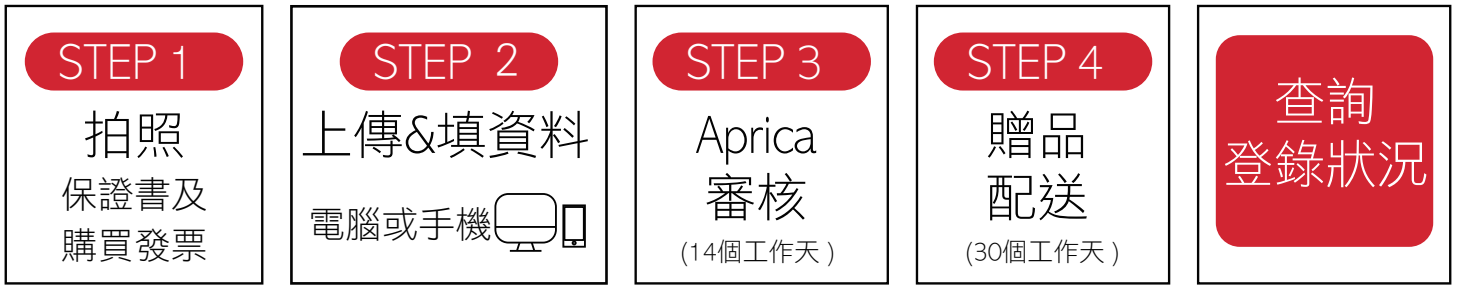 STEP 1
拍照
保證書及
購買發票
STEP 2
上傳&填資料
電腦或手機
STEP 3
Aprica
審核
(14個工作天 )
STEP 4
贈品
配送
(30個工作天 )
查詢
登錄狀況